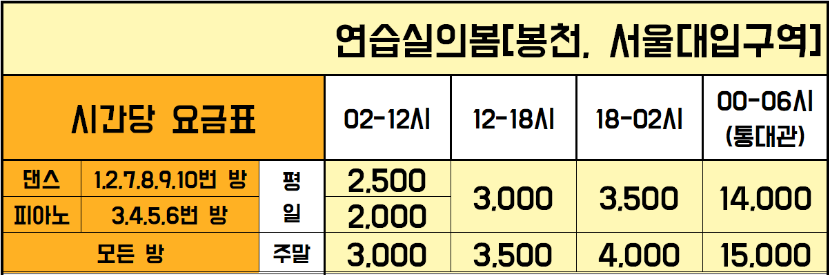 연습실의봄[봉천, 서울대입구역]
시간당 요금표 02-12시 12-18시 18-02시 00-06시
(통대관)
댄스 1,2,7,8,9,10번 방 평 2,500
일 3,000 3,500 14,000
피아노 3,4,5,6번 방 2,000
모든 방 주말 3,000 3,500 4,000 15,000